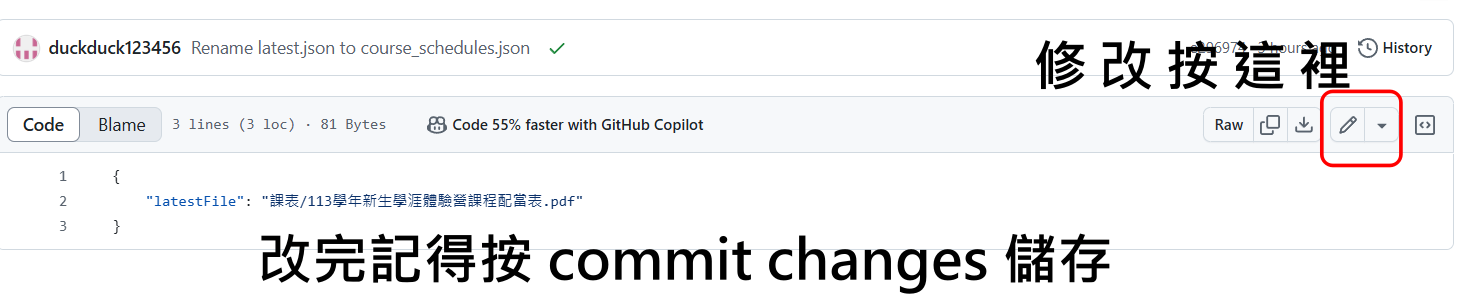 duckduck123456 Rename latest.json to course_schedules.json
修改按這裡
History
Code Blame 3 lines (3 loc) · 81 Bytes Code 55% faster with GitHub Copilot Raw
1 {
2 "latestFile": "課表/113學年新生學涯體驗營課程配當表.pdf"
3 }
改完記得按 commit changes 儲存